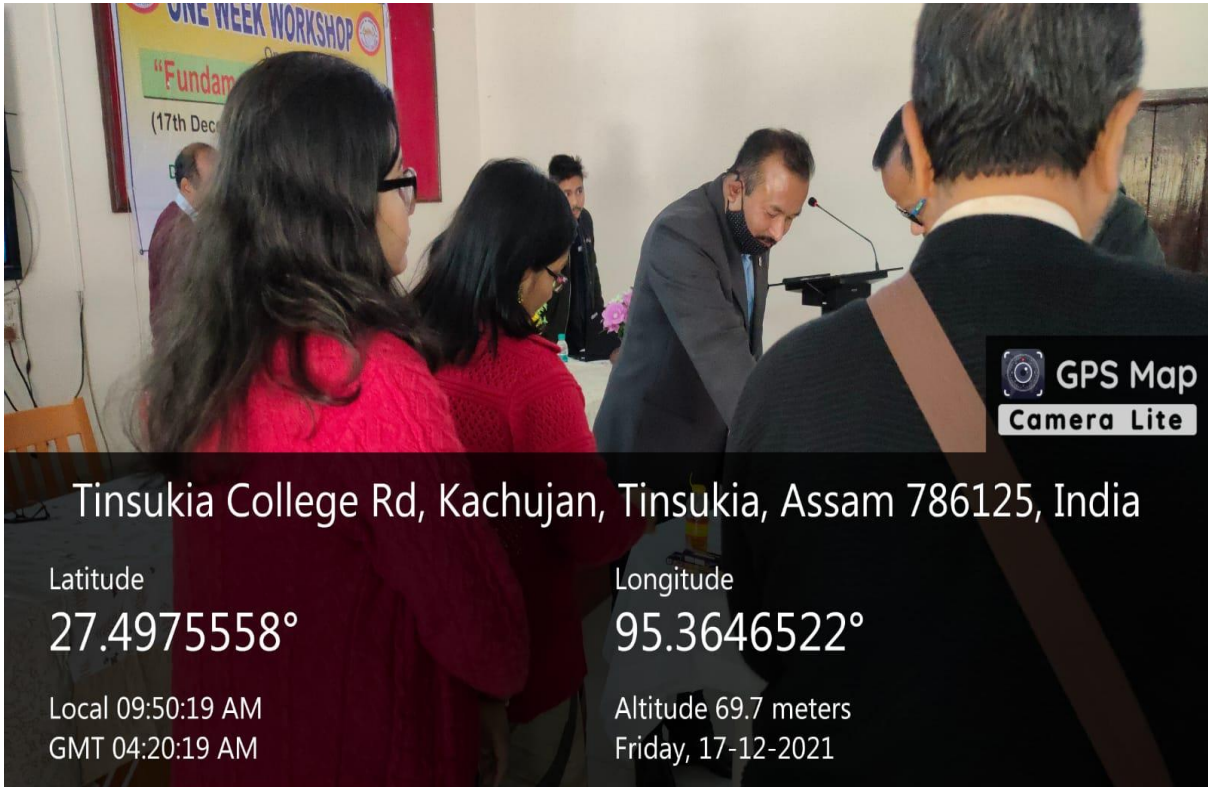 ONE WEEK WORKSHOP
On
“Fundam
(17th Dec
GPS Map
Camera Lite
Tinsukia College Rd, Kachujan, Tinsukia, Assam 786125, India
Latitude
27.4975558°
Longitude
95.3646522°
Local 09:50:19 AM
GMT 04:20:19 AM
Altitude 69.7 meters
Friday, 17-12-2021